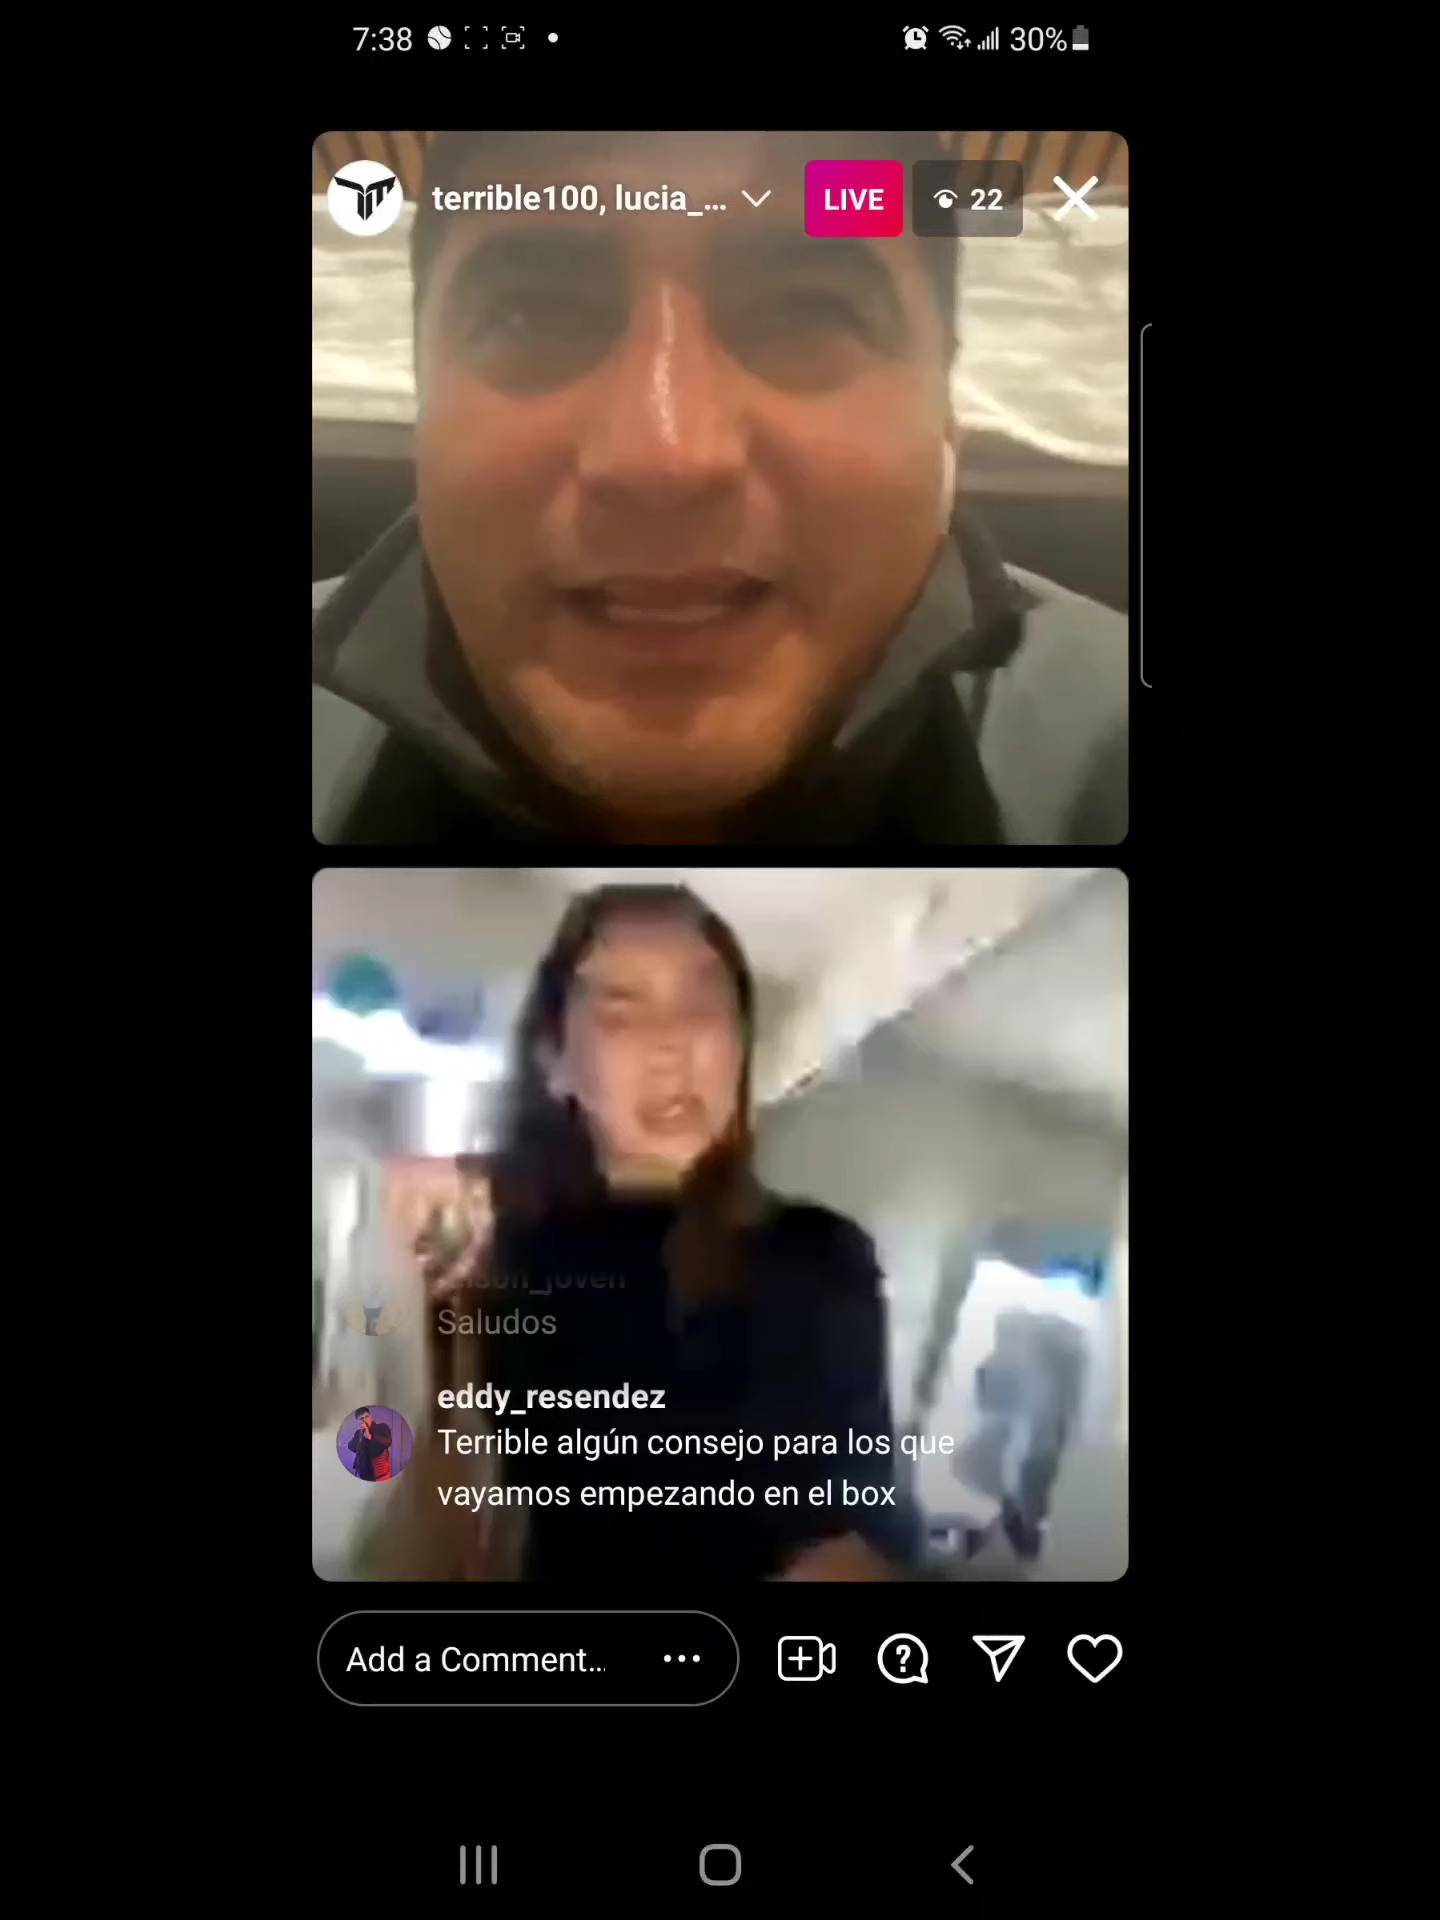 7:38
30%
terrible100, lucia_...
LIVE
22
Saludos
eddy_resendez
Terrible algún consejo para los que
vayamos empezando en el box
Add a Comment...